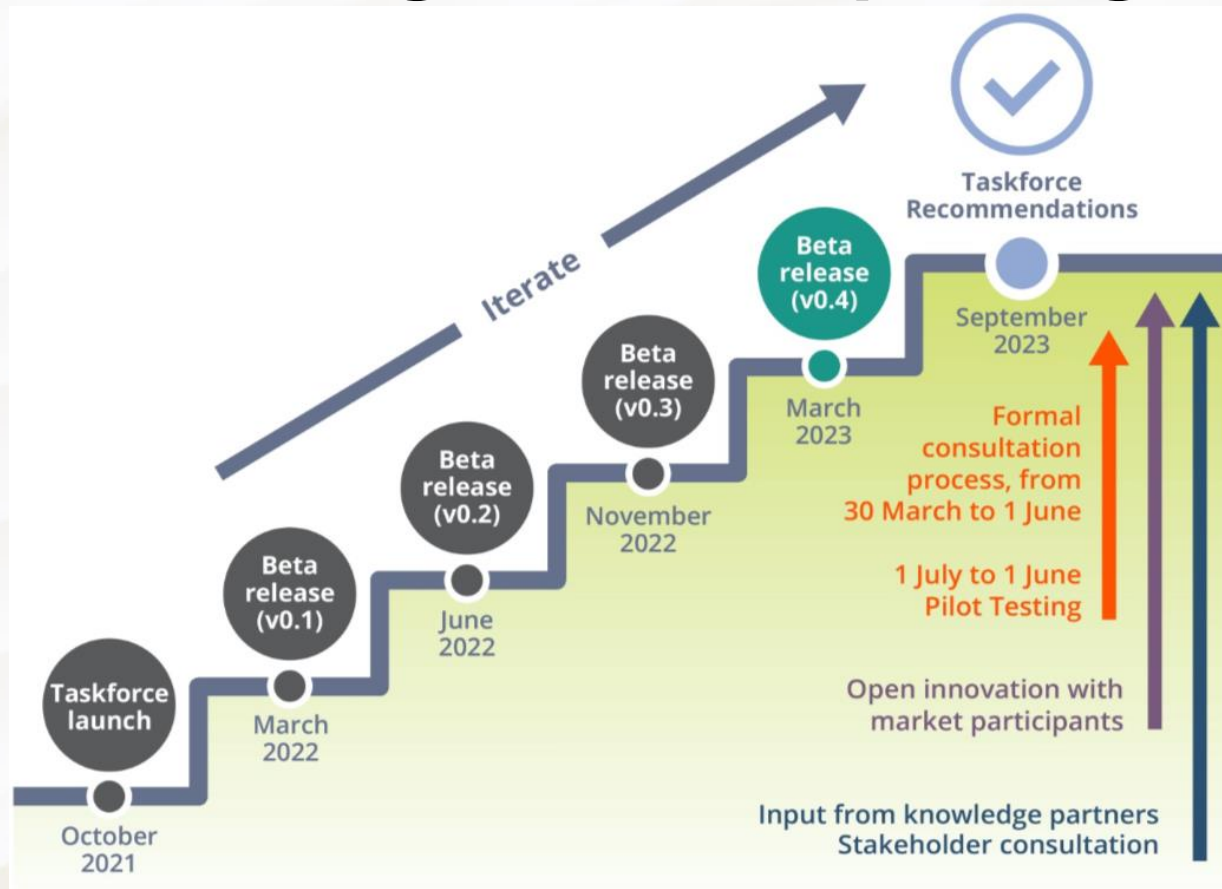 Taskforce
Recommendations
Iterate
Beta
release
(v0.4)
September
2023
Beta
release
(v0.3)
March
2023
Formal
consultation
process, from
30 March to 1 June
Beta
release
(v0.2)
November
2022
1 July to 1 June
Pilot Testing
Beta
release
(v0.1)
June
2022
Open innovation with
market participants
Taskforce
launch
March
2022
Input from knowledge partners
Stakeholder consultation
October
2021